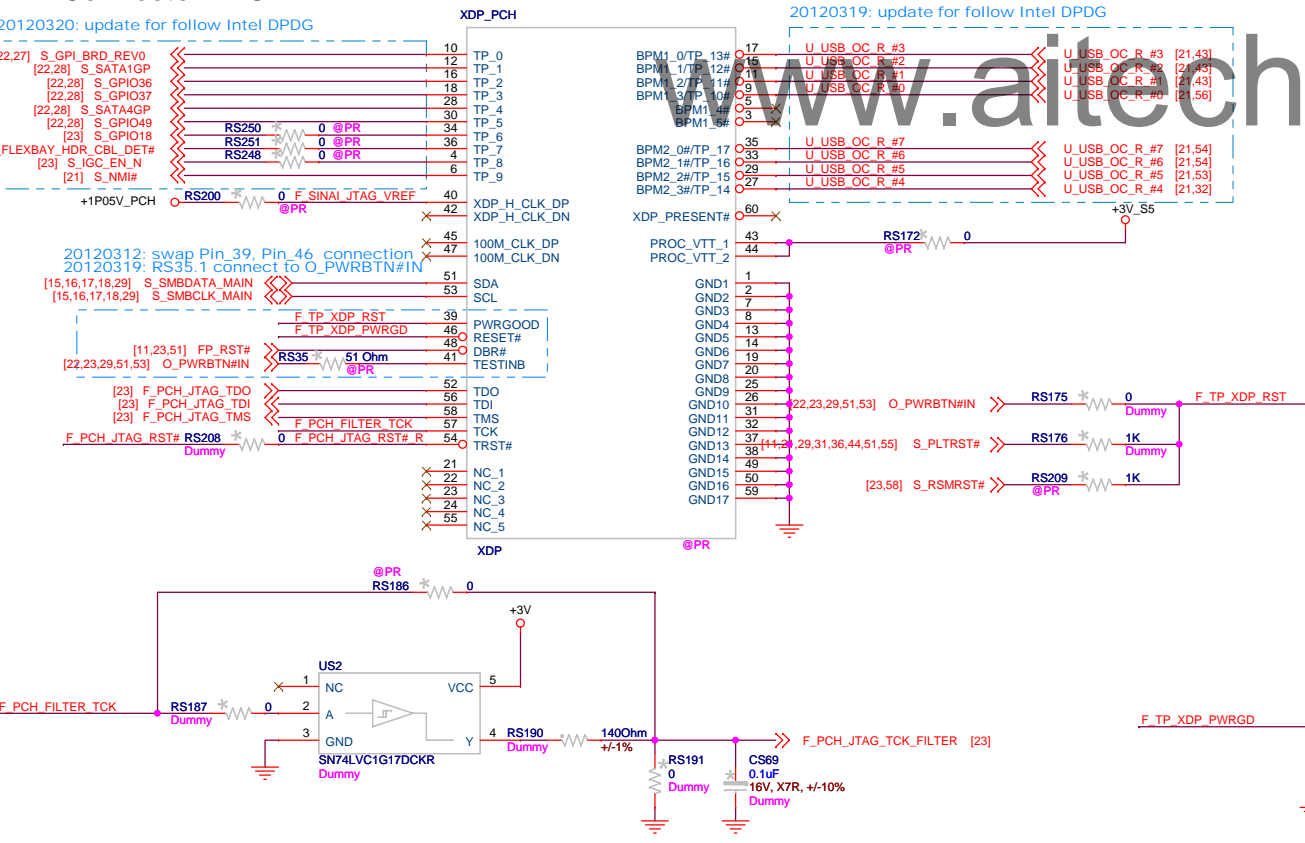 20120320: update for follow Intel DPDG
XDP_PCH
20120319: update for follow Intel DPDG
www.aitech
22,27] S_GPI_BRD_REV0 10 TP_0
[22,28] S_SATA1GP 12 TP_1
[22,28] S_GPIO36 16 TP_2
[22,28] S_GPIO37 18 TP_3
[22,28] S_SATA4GP 28 TP_4
[22,28] S_GPIO49 30 TP_5
[23] S_GPIO18 RS250 * 0 @PR 34 TP_6
_FLEXBAY_HDR_CBL_DET# RS251 * 0 @PR 36 TP_7
[23] S_IGC_EN_N RS248 * 0 @PR 4 TP_8
[21] S_NMI# 6 TP_9
+1P05V_PCH RS200 * 0 @PR F_SINAI_JTAG_VREF 40 XDP_H_CLK_DP
42 XDP_H_CLK_DN
45 100M_CLK_DP
47 100M_CLK_DN
20120312: swap Pin_39, Pin_46 connection
20120319: RS35.1 connect to O_PWRBTN#IN
[15,16,17,18,29] S_SMBDATA_MAIN 51 SDA
[15,16,17,18,29] S_SMBCLK_MAIN 53 SCL
F_TP_XDP_RST 39 PWRGOOD
F_TP_XDP_PWRGD 46 RESET#
[11,23,51] FP_RST# 48 DBR#
[22,23,29,51,53] O_PWRBTN#IN RS35 * 51 Ohm @PR 41 TESTINB
[23] F_PCH_JTAG_TDO 52 TDO
[23] F_PCH_JTAG_TDI 56 TDI
[23] F_PCH_JTAG_TMS 58 TMS
F_PCH_FILTER_TCK 57 TCK
F_PCH_JTAG_RST# RS208 * 0 Dummy F_PCH_JTAG_RST#_R 54 TRST#
21 NC_1
22 NC_2
23 NC_3
24 NC_4
55 NC_5
BPM1_0/TP_13# 17 U_USB_OC_R_#3 U_USB_OC_R_#3 [21,43]
BPM1_1/TP_12# 15 U_USB_OC_R_#2 U_USB_OC_R_#2 [21,43]
BPM1_2/TP_11# 11 U_USB_OC_R_#1 U_USB_OC_R_#1 [21,43]
BPM1_3/TP_10# 9 U_USB_OC_R_#0 U_USB_OC_R_#0 [21,56]
BPM1_4# 5
BPM1_5# 3
BPM2_0#/TP_17 35 U_USB_OC_R_#7 U_USB_OC_R_#7 [21,54]
BPM2_1#/TP_16 33 U_USB_OC_R_#6 U_USB_OC_R_#6 [21,54]
BPM2_2#/TP_15 29 U_USB_OC_R_#5 U_USB_OC_R_#5 [21,53]
BPM2_3#/TP_14 27 U_USB_OC_R_#4 U_USB_OC_R_#4 [21,32]
XDP_PRESENT# 60
+3V_S5
PROC_VTT_1 43 RS172 * 0 @PR
PROC_VTT_2 44
GND1 1
GND2 2
GND3 7
GND4 8
GND5 13
GND6 14
GND7 19
GND8 20
GND9 25
GND10 26
GND11 31
GND12 32
GND13 37
GND14 38
GND15 49
GND16 50
GND17 59
XDP
@PR
[22,23,29,51,53] O_PWRBTN#IN RS175 * 0 Dummy F_TP_XDP_RST
,29,31,36,44,51,55] S_PLTRST# RS176 * 1K Dummy
[23,58] S_RSMRST# RS209 * 1K @PR
@PR
RS186 * 0
+3V
US2
1 NC VCC 5
F_PCH_FILTER_TCK RS187 * 0 Dummy 2 A
3 GND Y 4 RS190 * 140Ohm Dummy +/-1%
SN74LVC1G17DCKR
Dummy
F_PCH_JTAG_TCK_FILTER [23]
* RS191 0 Dummy
* CS69 0.1uF 16V, X7R, +/-10% Dummy
F_TP_XDP_PWRGD